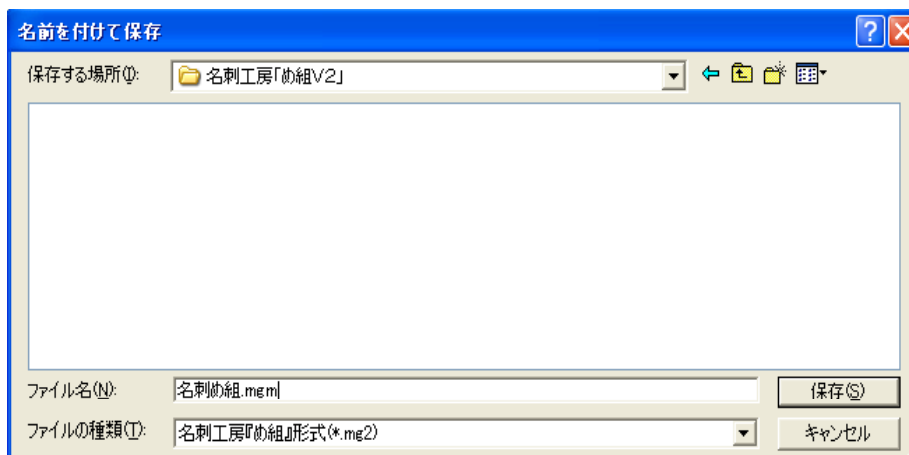 名前を付けて保存
保存する場所(I):
名刺工房「め組V2」
ファイル名(N):
名刺め組.mgm
保存(S)
ファイルの種類(T):
名刺工房『め組』形式(*.mg2)
キャンセル